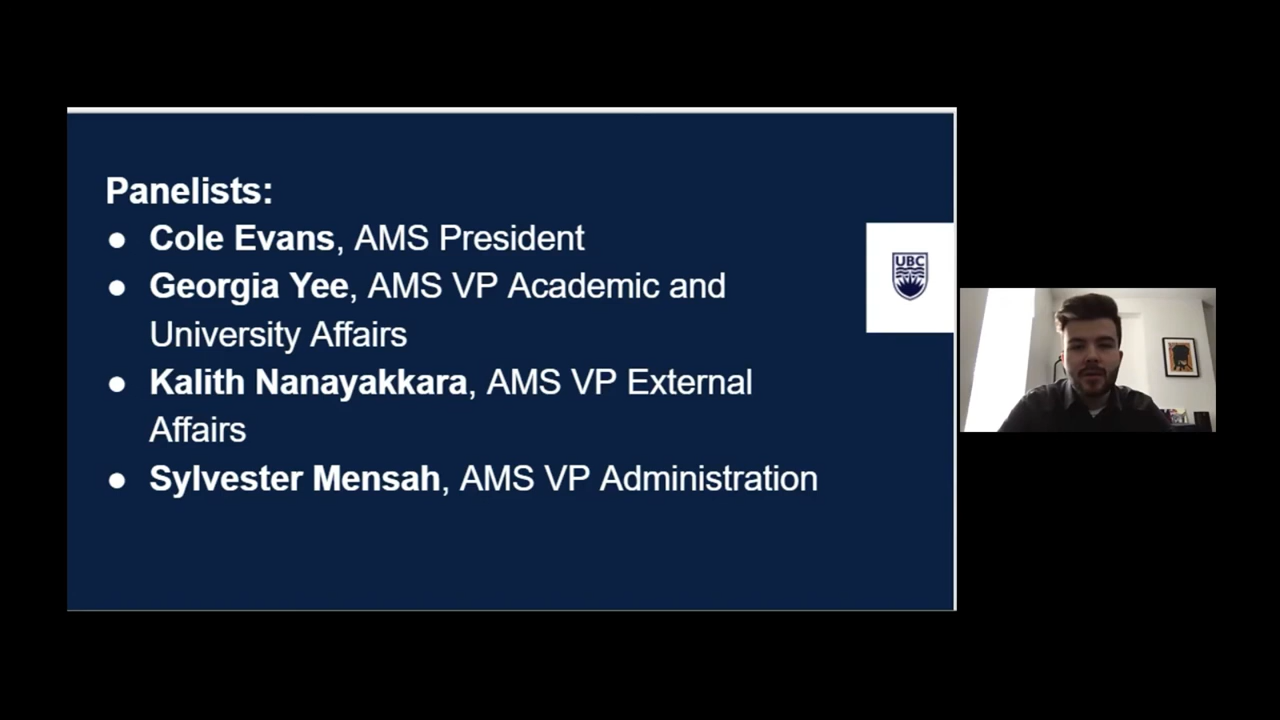 Panelists:
● Cole Evans, AMS President
● Georgia Yee, AMS VP Academic and
University Affairs
● Kalith Nanayakkara, AMS VP External
Affairs
● Sylvester Mensah, AMS VP Administration
UBC